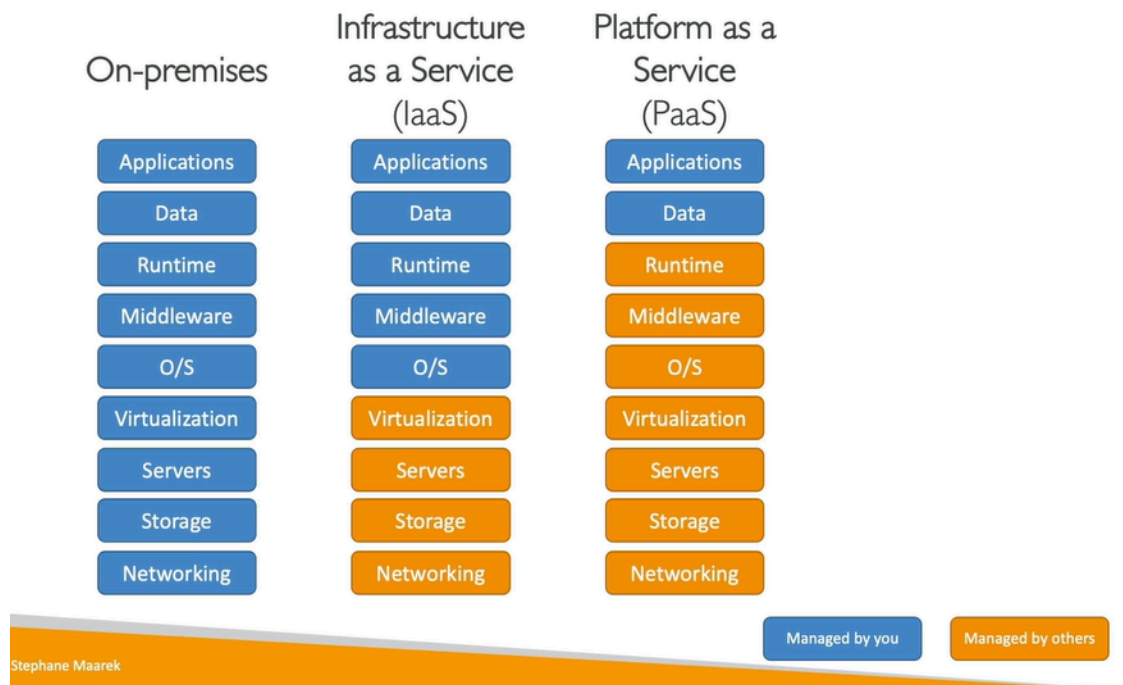 On-premises
Infrastructure
as a Service
(IaaS)
Platform as a
Service
(PaaS)
Applications
Data
Runtime
Middleware
O/S
Virtualization
Servers
Storage
Networking
Applications
Data
Runtime
Middleware
O/S
Virtualization
Servers
Storage
Networking
Applications
Data
Runtime
Middleware
O/S
Virtualization
Servers
Storage
Networking
Managed by you
Managed by others
Stephane Maarek